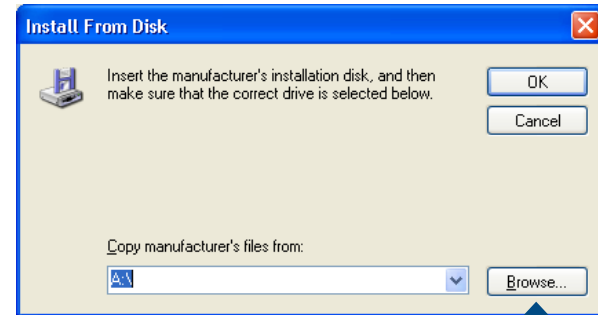 Install From Disk
Insert the manufacturer's installation disk, and then
make sure that the correct drive is selected below.
OK
Cancel
Copy manufacturer's files from:
A:\
Browse...